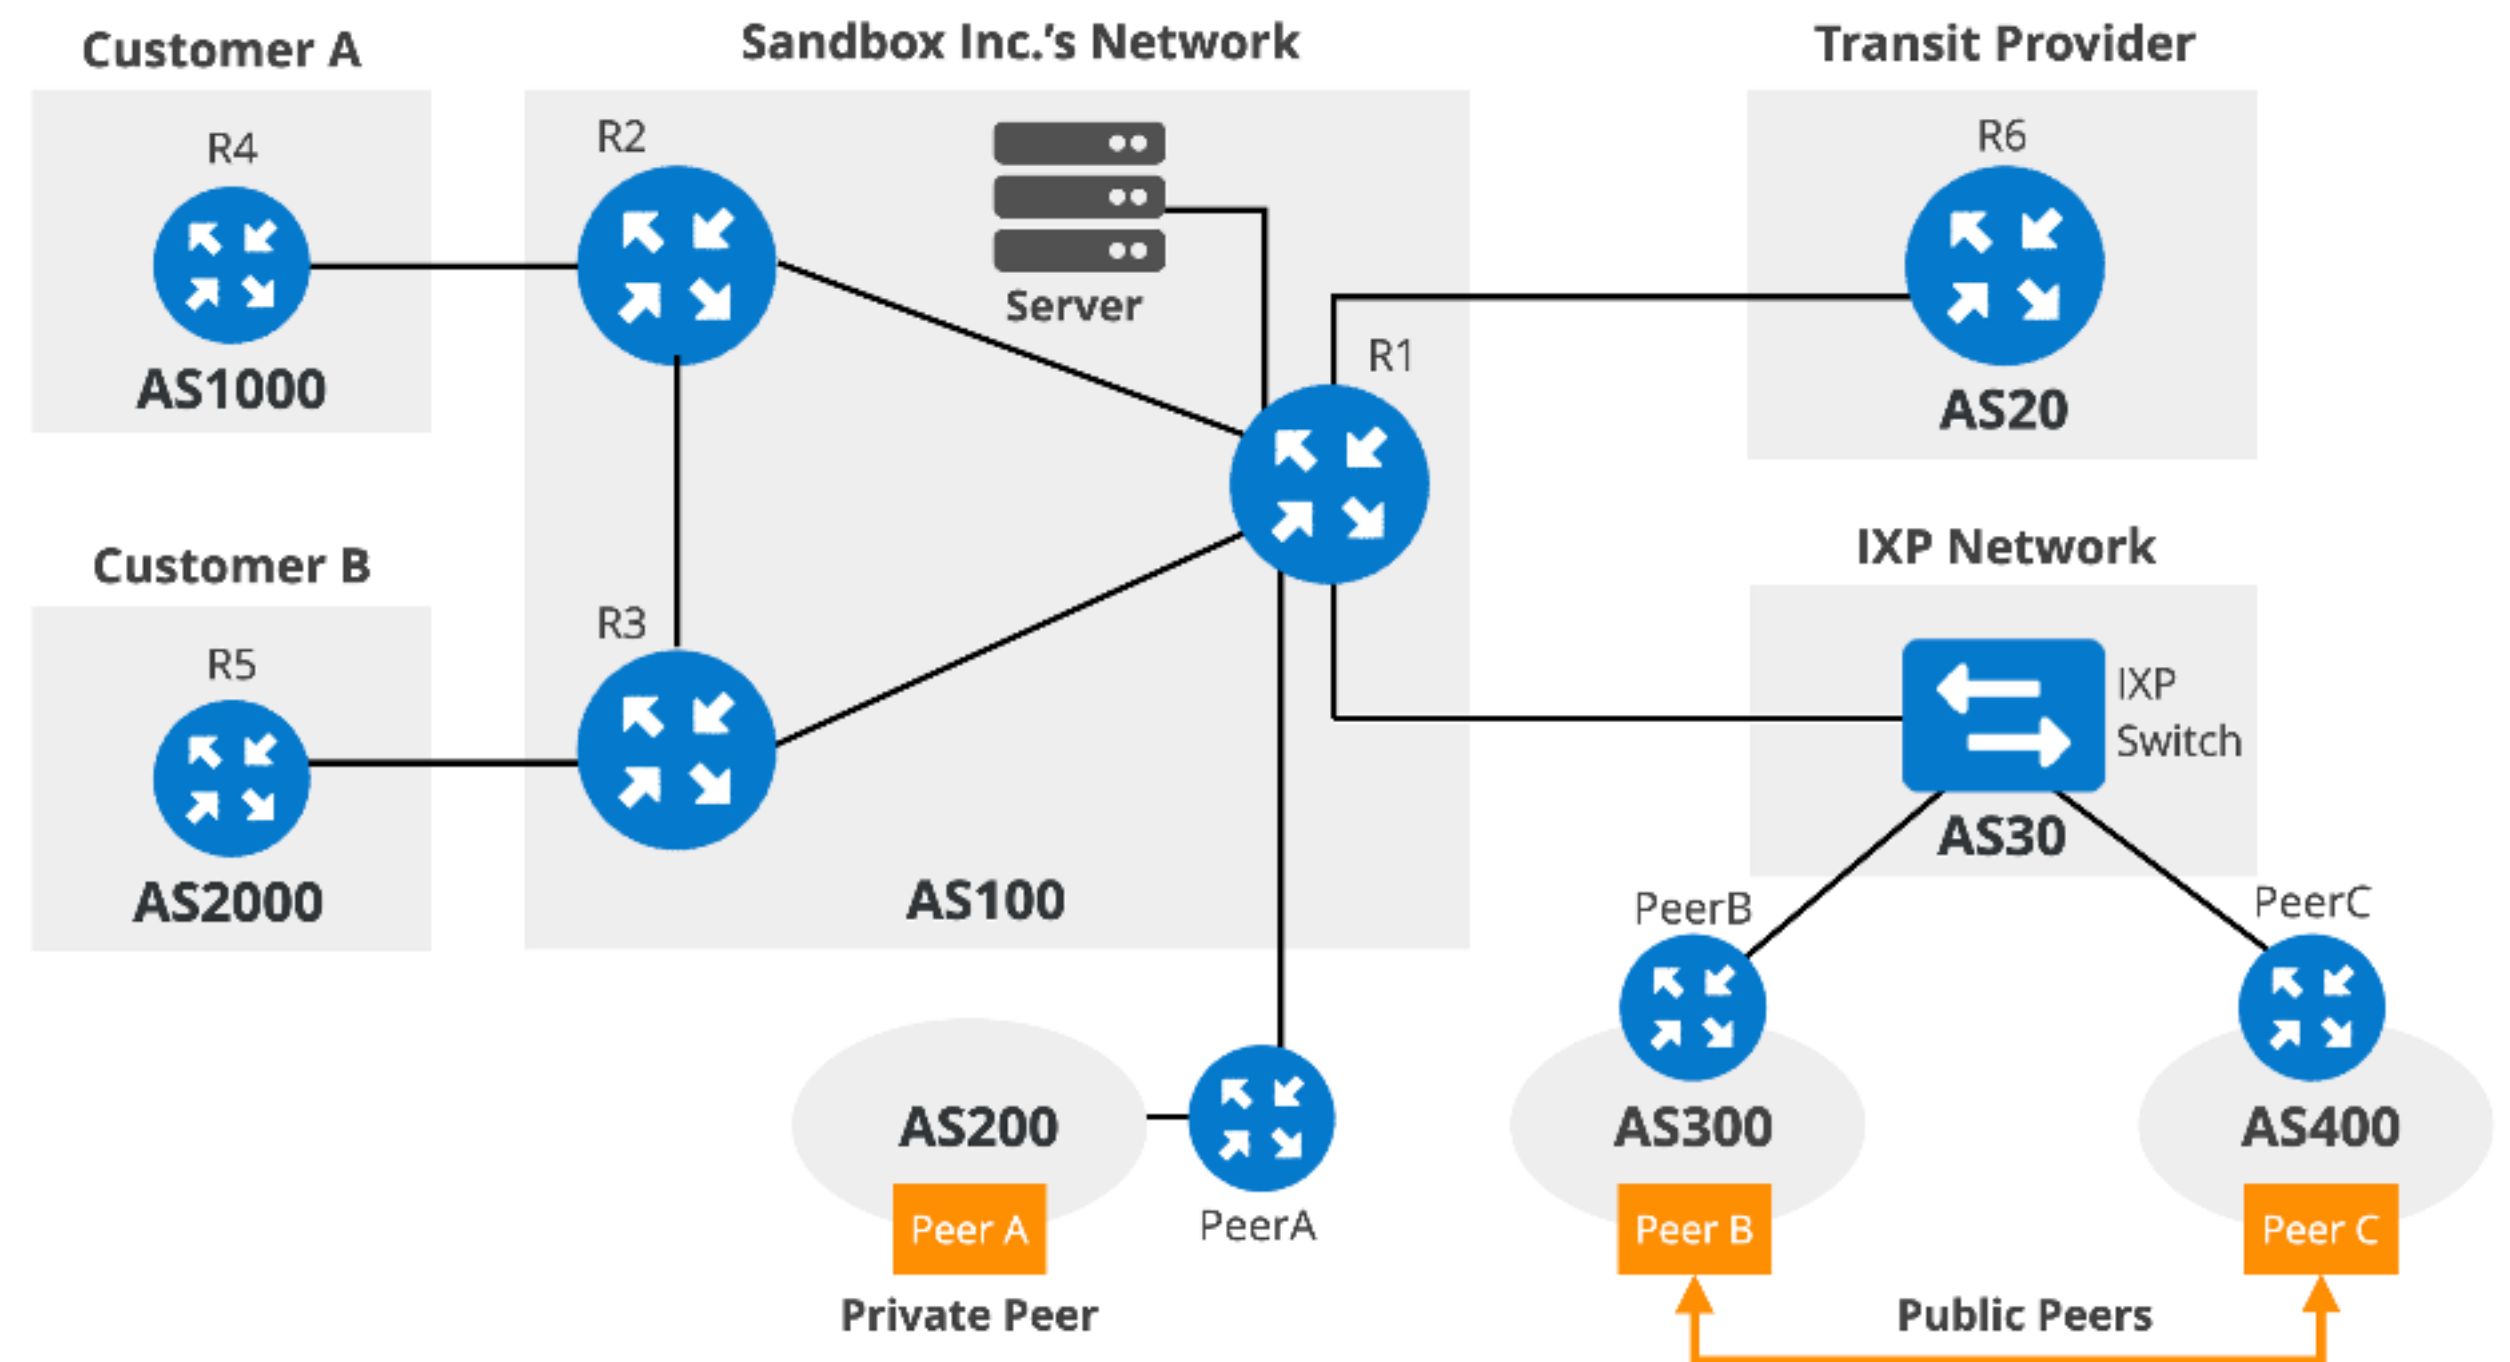 Customer A
Sandbox Inc.’s Network
Transit Provider
R4
R2
R6
Server
R1
AS1000
AS20
Customer B
IXP Network
R3
R5
IXP
Switch
AS30
AS2000
AS100
PeerB
PeerC
AS200
AS300
AS400
Peer A
PeerA
Peer B
Peer C
Private Peer
Public Peers